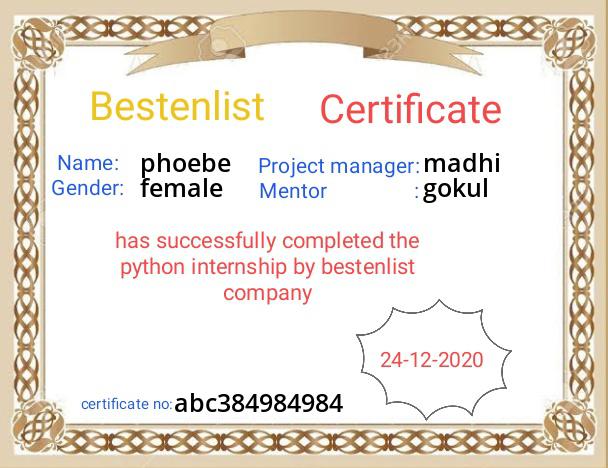 Bestenlist Certificate
Name: phoebe Project manager: madhi
Gender: female Mentor : gokul
has successfully completed the
python internship by bestenlist
company
24-12-2020
certificate no: abc384984984